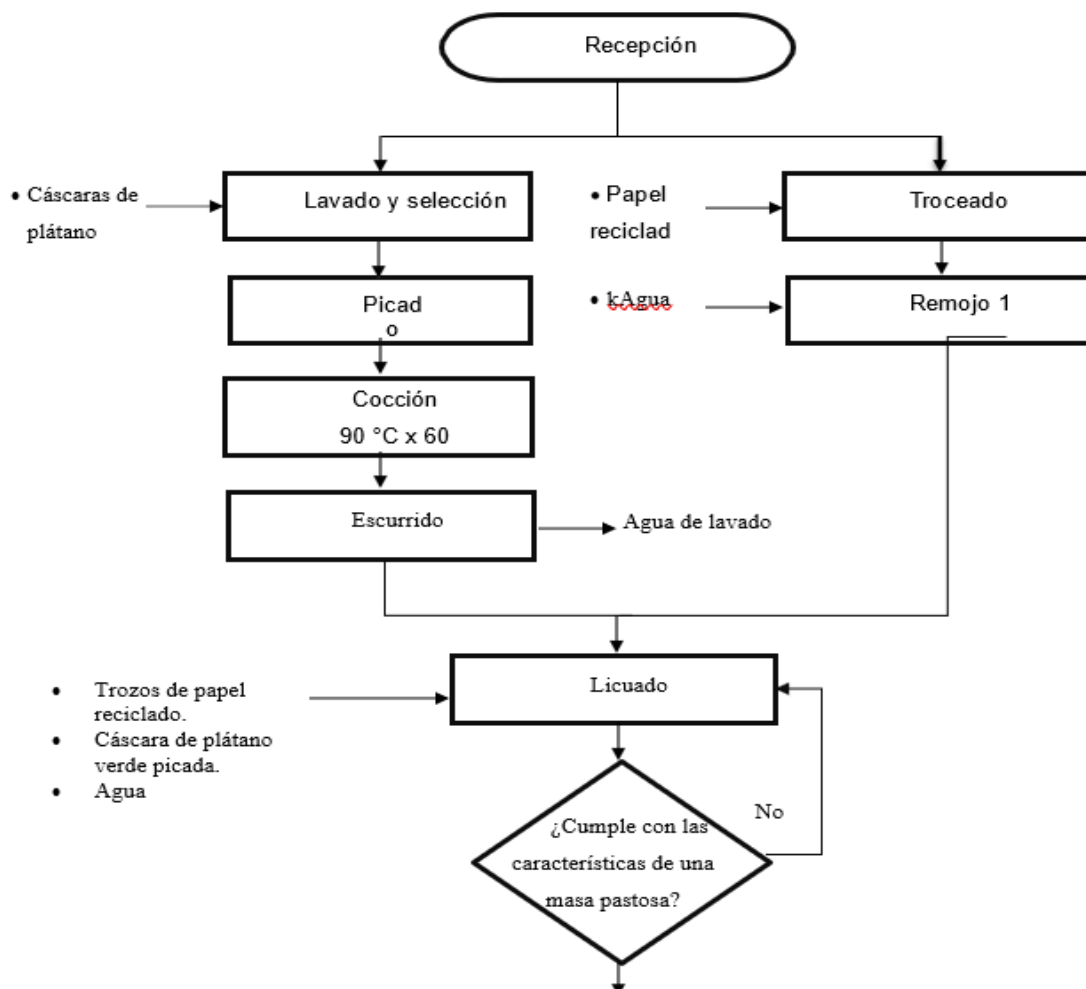 Recepción
• Cáscaras de
plátano
Lavado y selección
• Papel
reciclad
Troceado
Picad
o
• kAgua
Remojo 1
Cocción
90 °C x 60
Escurrido
Agua de lavado
• Trozos de papel
reciclado.
• Cáscara de plátano
verde picada.
• Agua
Licuado
No
¿Cumple con las
características de una
masa pastosa?